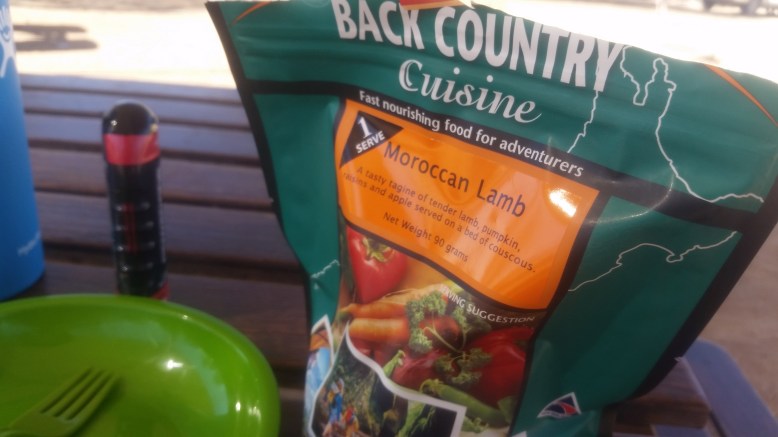 BACK COUNTRY
Cuisine
Fast nourishing food for adventurers
1
SERVE
Moroccan Lamb
A tasty tagine of tender lamb, pumpkin,
raisins and apple served on a bed of couscous.
Net Weight 90 grams
SUGGESTION